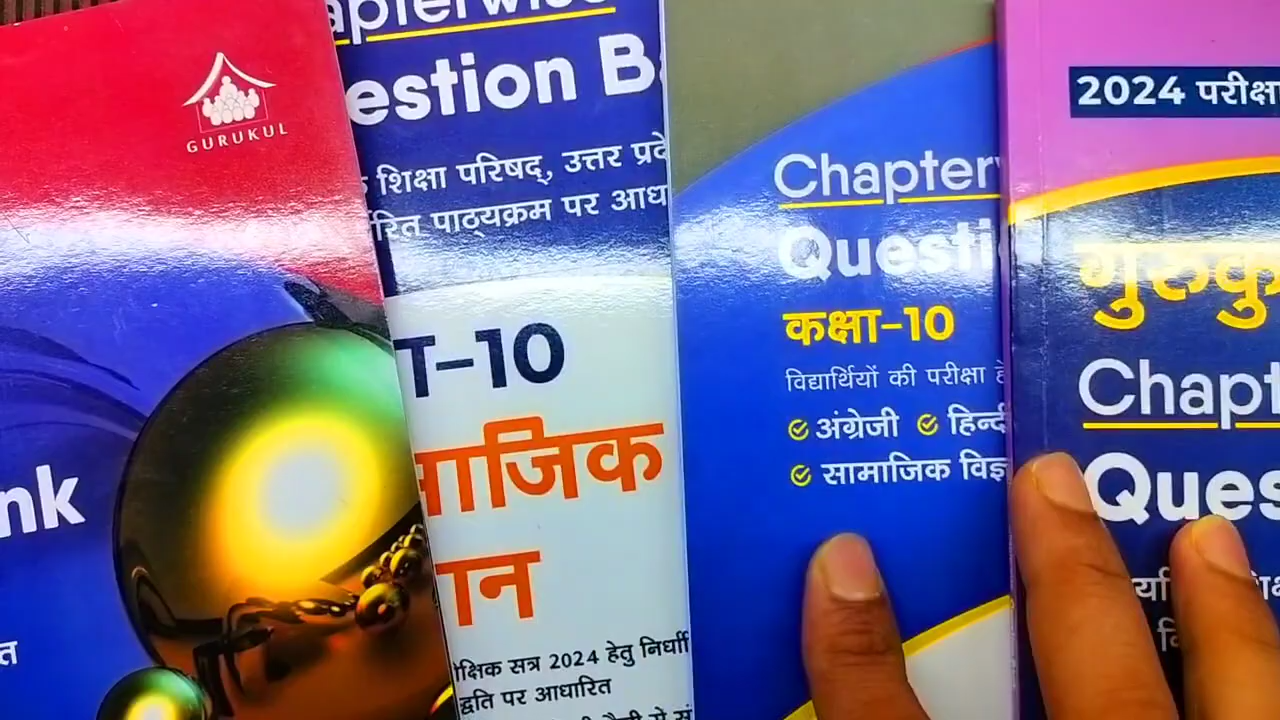 GURUKUL
nk
त
apterwise
estion B
शिक्षा परिषद्, उत्तर प्रदे
रित पाठ्यक्रम पर आध
T-10
माजिक
ान
क्षिक सत्र 2024 हेतु निर्धा
द्वति पर आधारित
Chapter
Questi
कक्षा-10
विद्यार्थियों की परीक्षा हे
अंग्रेजी हिन्द
सामाजिक विज्ञ
2024 परीक्षा
गुरुकु
Chapt
Ques